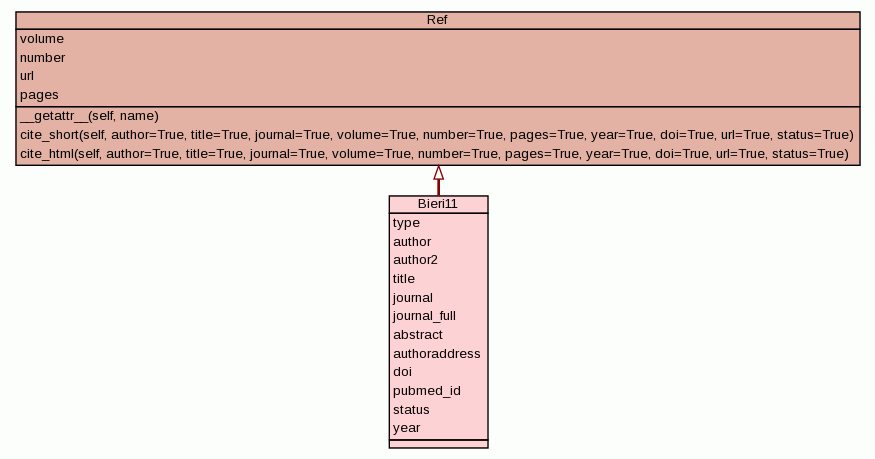 Ref
volume
number
url
pages
__getattr__(self, name)
cite_short(self, author=True, title=True, journal=True, volume=True, number=True, pages=True, year=True, doi=True, url=True, status=True)
cite_html(self, author=True, title=True, journal=True, volume=True, number=True, pages=True, year=True, doi=True, url=True, status=True)
Bieri11
type
author
author2
title
journal
journal_full
abstract
authoraddress
doi
pubmed_id
status
year